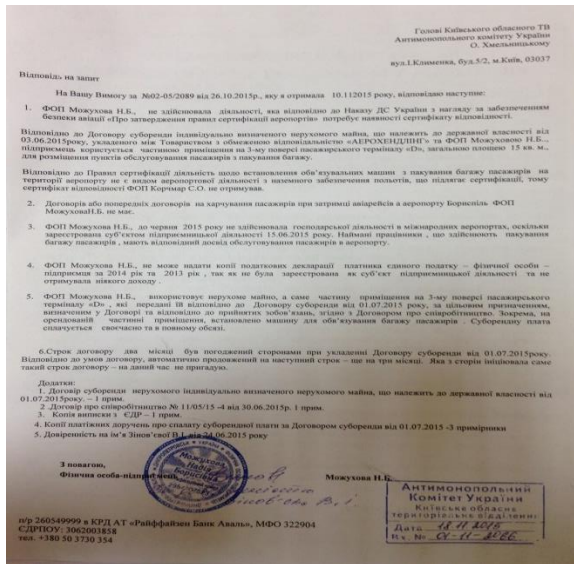 Голові Київського обласного ТВ
Антимонопольного комітету України
О. Хмельницькому
вул.І.Клименка, буд.5/2, м.Київ, 03037
Відповідь на запит
На Вашу Вимогу за №02-05/2089 від 26.10.2015р., яку я отримала 10.112015 року, відповідаю наступне:
1. ФОП Можухова Н.Б., не здійснювала діяльності, яка відповідно до Наказу ДС України з нагляду за забезпеченням
безпеки авіації «Про затвердження правил сертифікації аеропортів» потребує наявності сертифікату відповідності.
Відповідно до Договору суборенди індивідуально визначеного нерухомого майна, що належить до державної власності від
03.06.2015року, укладеного між Товариством з обмеженою відповідальністю «АЕРОХЕНДЛІНГ» та ФОП Можуховою Н.Б.,
підприємець користується частиною приміщення на 3-му поверсі пасажирського терміналу «D», загальною площею 15 кв. м.,
для розміщення пунктів обслуговування пасажирів з пакування багажу.
Відповідно до Правил сертифікації діяльність щодо встановлення обв'язувальних машин з пакування багажу пасажирів на
території аеропорту не є видом аеропортової діяльності з наземного забезпечення польотів, що підлягає сертифікації, тому
сертифікат відповідності ФОП Корчмар С.О. не отримував.
2. Договорів або попередніх договорів на харчування пасажирів при затримці авіарейсів в аеропорту Бориспіль ФОП
МожуховаН.Б. не має.
3. ФОП Можухова Н.Б., до червня 2015 року не здійснювала господарської діяльності в міжнародних аеропортах, оскільки
зареєстрована суб'єктом підприємницької діяльності 15.06.2015 року. Наймані працівники , що здійснюють пакування
багажу пасажирів , мають відповідний досвід обслуговування пасажирів в аеропорту.
4. ФОП Можухова Н.Б., не може надати копії податкових декларації платника єдиного податку – фізичної особи –
підприємця за 2014 рік та 2013 рік , так як не була зареєстрована як суб'єкт підприємницької діяльності та не
отримувала ніякого доходу .
5. ФОП Можухова Н.Б., використовує нерухоме майно, а саме частину приміщення на 3-му поверсі пасажирського
терміналу «D» , які передані ІЙ відповідно до Договору суборенди від 01.07.2015 року, за цільовим призначенням,
визначеним у Договорі та відповідно до прийнятих зобов'язань, згідно з Договором про співробітництво. Зокрема, на
орендованій частині приміщення встановлено машину для обв'язування багажу пасажирів . Суборендну плата
сплачується своєчасно та в повному обсязі.
6.Строк договору два місяці був погоджений сторонами при укладенні Договору суборенди від 01.07.2015року.
Відповідно до умов договору, автоматично продовжений на наступний строк – ще на три місяці. Яка з сторін ініціювала саме
такий строк договору – на даний час не пригадую.
Додатки:
1. Договір суборенди нерухомого індивідуально визначеного нерухомого майна, що належить до державної власності від
01.07.2015року. – 1 прим.
2 .Договір про співробітництво № 11/05/15 -4 від 30.06.2015р. 1 прим.
3. Копія виписки з ЄДР – 1 прим.
4. Копії платіжних доручень про сплату суборендної плати за Договором суборенди від 01.07.2015 -3 примірники
5. Довіреність на ім'я Зінов'євої В.І. від 24.06.2015 року
З повагою,
Фізична особа-підприємець
Можухова Н.Б.
Можухова
Надія
Борисівна
Антимонопольний
Комітет України
Київське обласне
територіальне відділення
Дата 18.11 2015
Вх. № 01-11-2086
п/р 260549999 в КРД АТ «Райффайзен Банк Аваль», МФО 322904
ЄДРПОУ: 3062003858
тел. +380 50 3730 354